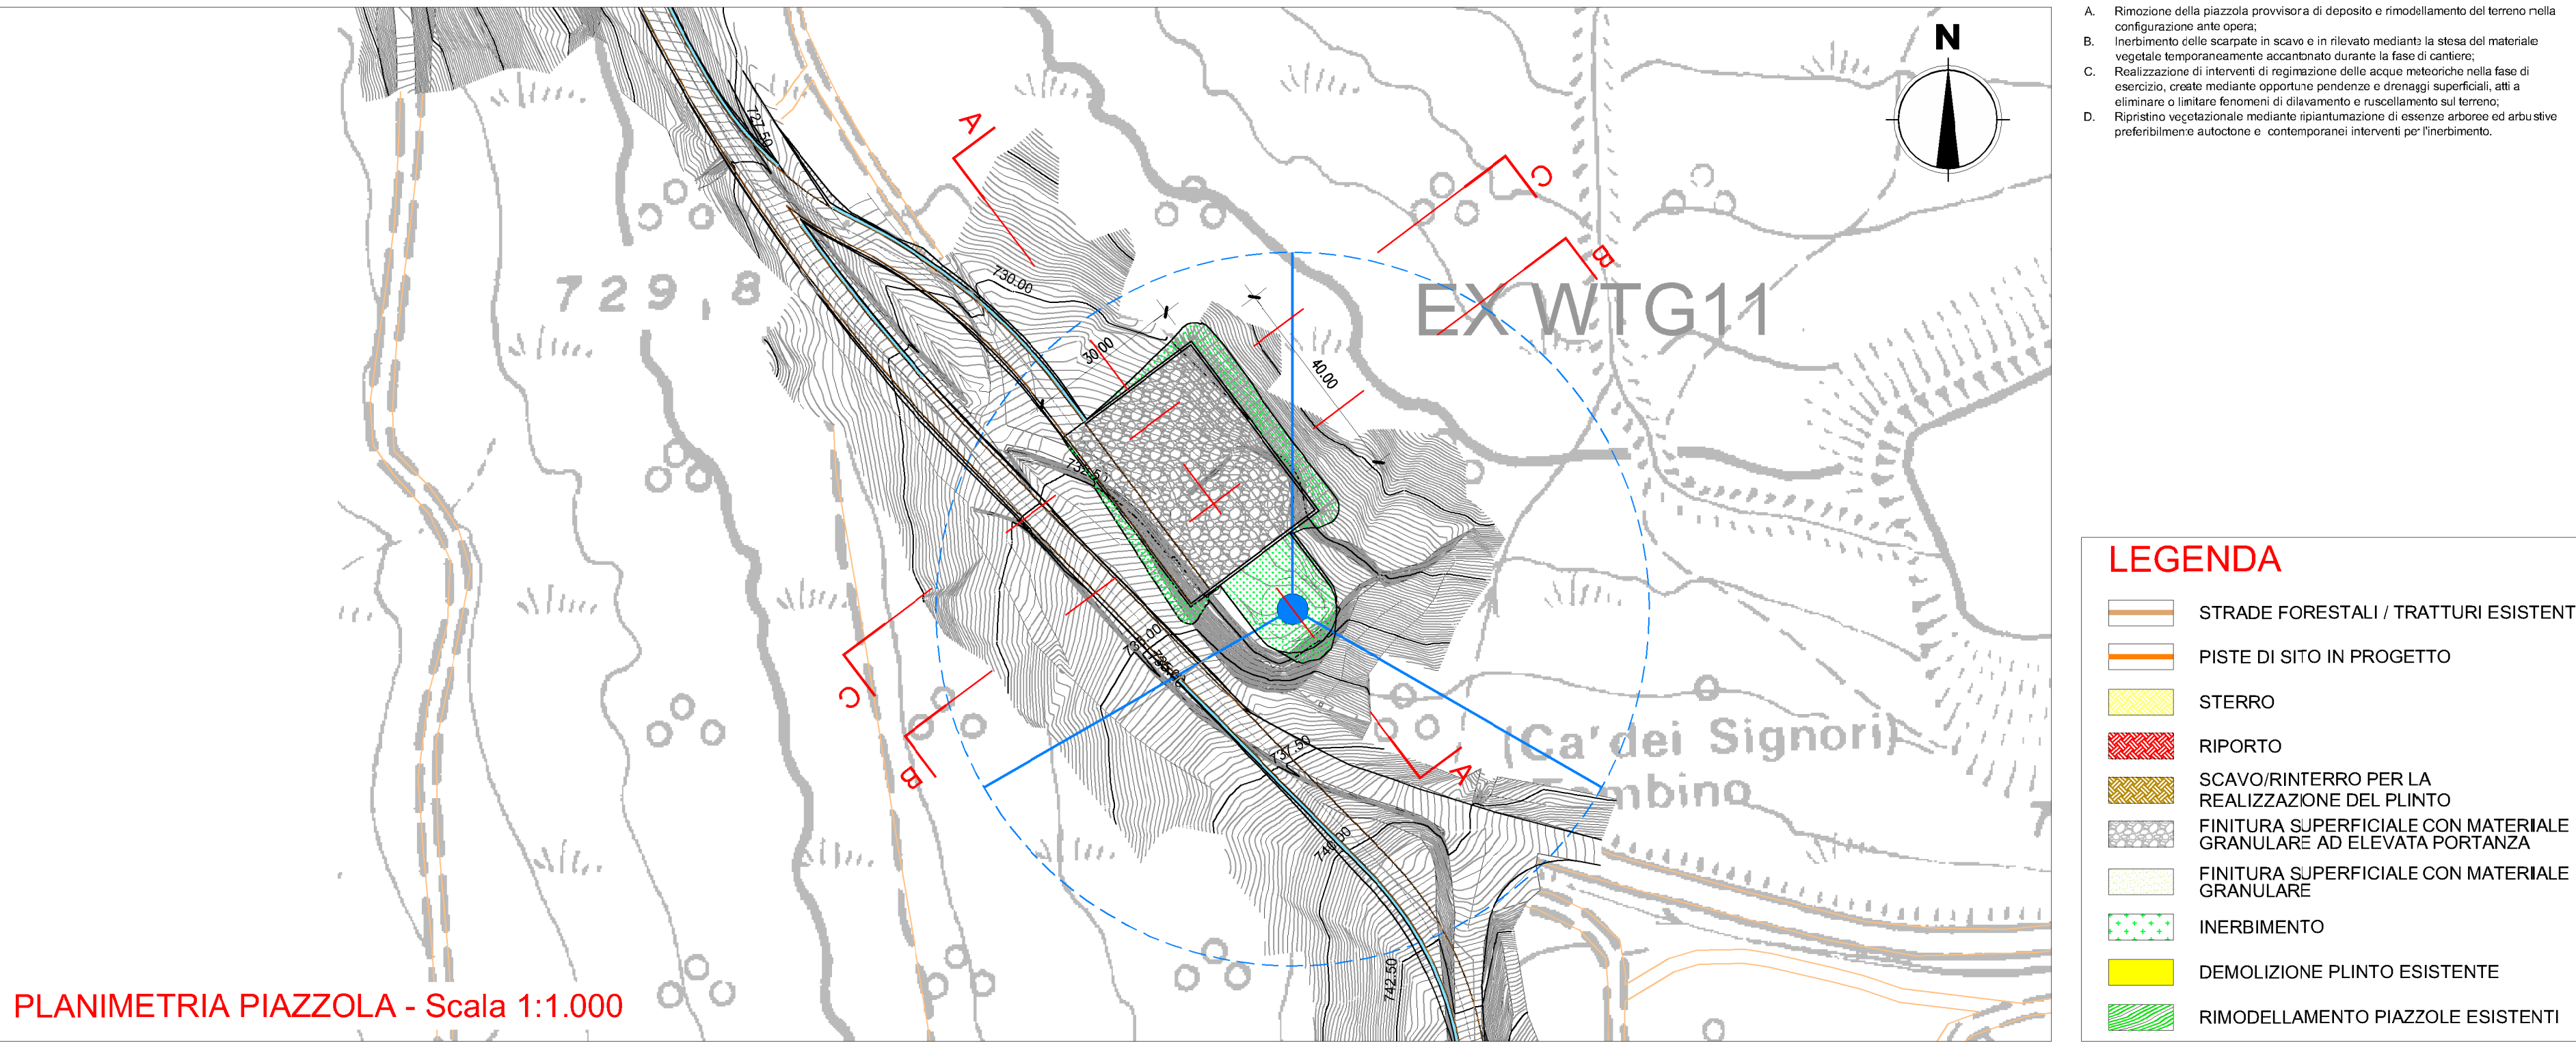 A. Rimozione della piazzola provvisoria di deposito e rimodellamento del terreno nella
configurazione ante opera;
B. Inerbimento delle scarpate in scavo e in rilevato mediante la stesa del materiale
vegetale temporaneamente accantonato durante la fase di cantiere;
C. Realizzazione di interventi di regimazione delle acque meteoriche nella fase di
esercizio, create mediante opportune pendenze e drenaggi superficiali, atti a
eliminare o limitare fenomeni di dilavamento e ruscellamento sul terreno;
D. Ripristino vegetazionale mediante ripiantumazione di essenze arboree ed arbustive
preferibilmente autoctone e contemporanei interventi per l'inerbimento.
N
727.50
A
C
B
729,8
730.00
EX WTG11
30.00
40.00
C
B
737.50
(Ca' dei Signori)
A
740.00
742.50
PLANIMETRIA PIAZZOLA - Scala 1:1.000
LEGENDA
STRADE FORESTALI / TRATTURI ESISTENT
PISTE DI SITO IN PROGETTO
STERRO
RIPORTO
SCAVO/RINTERRO PER LA
REALIZZAZIONE DEL PLINTO
FINITURA SUPERFICIALE CON MATERIALE
GRANULARE AD ELEVATA PORTANZA
FINITURA SUPERFICIALE CON MATERIALE
GRANULARE
INERBIMENTO
DEMOLIZIONE PLINTO ESISTENTE
RIMODELLAMENTO PIAZZOLE ESISTENTI